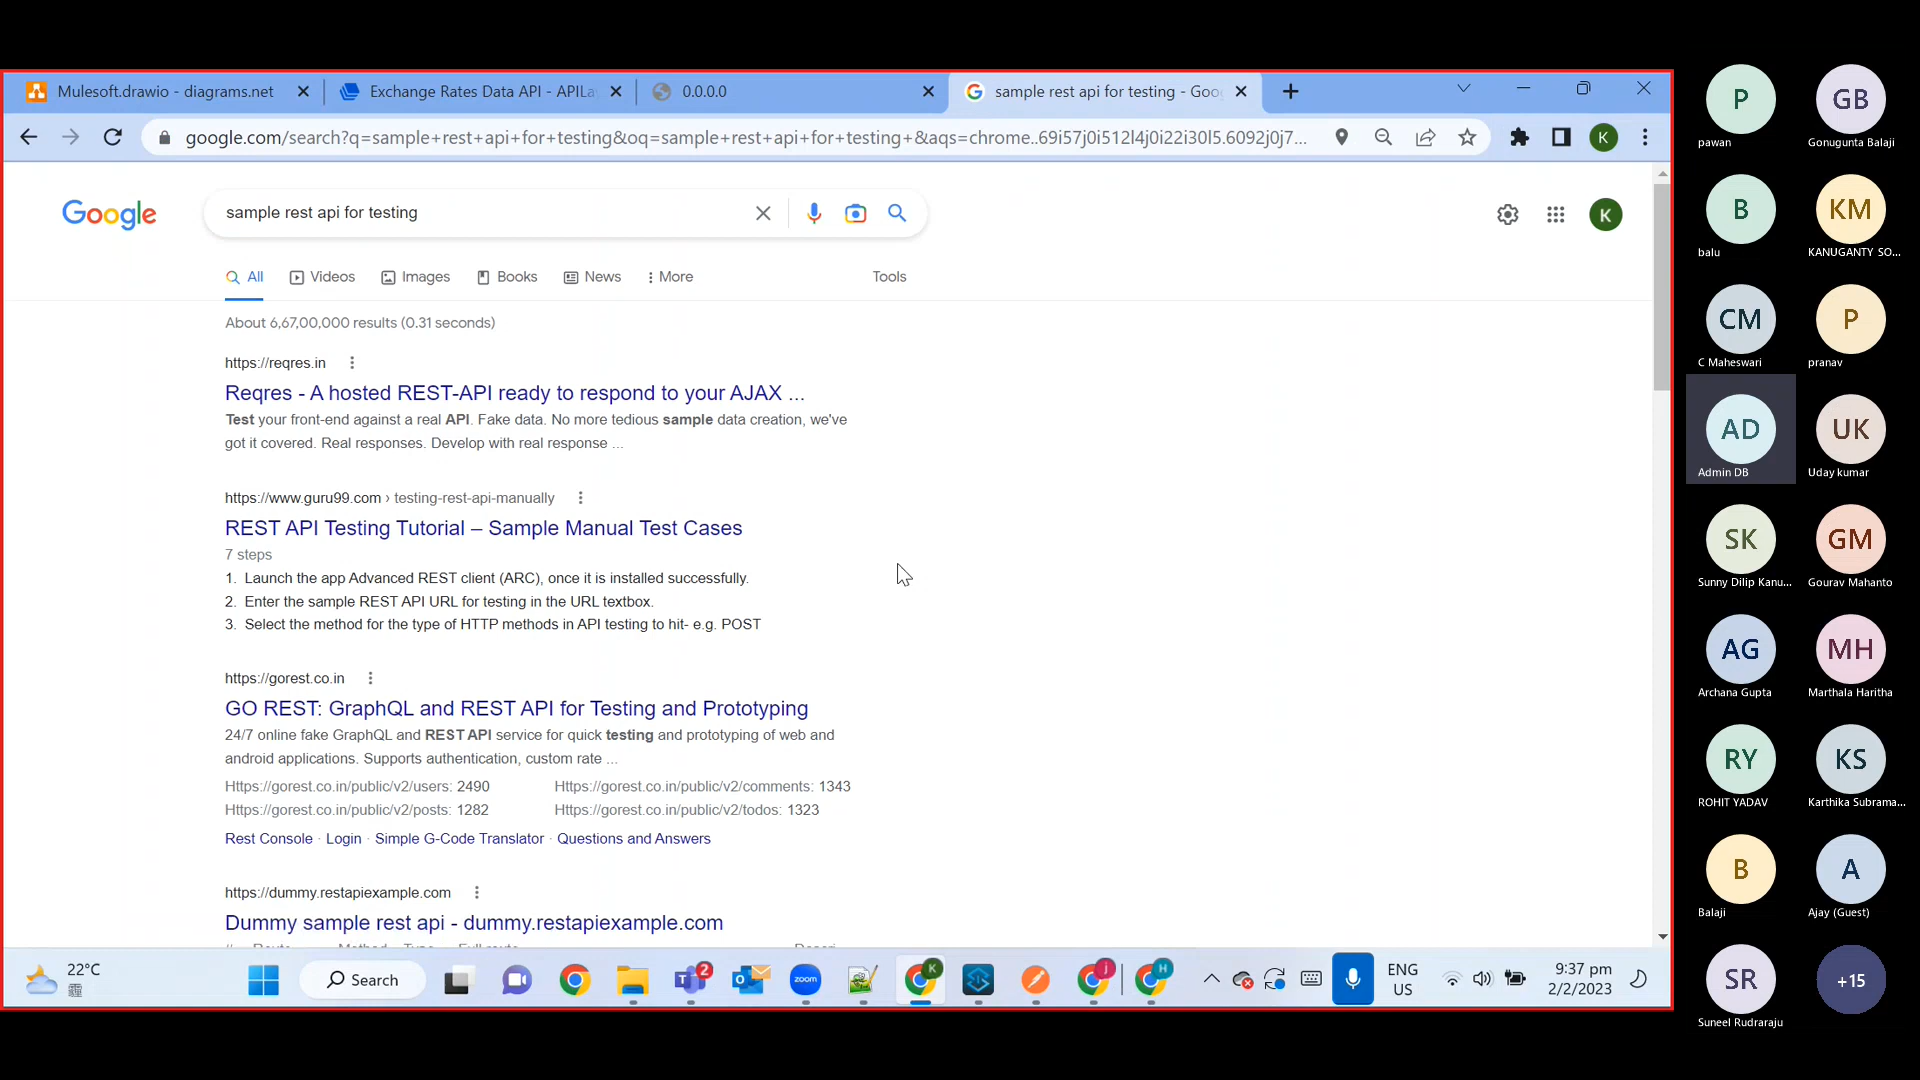 Mulesoft.drawio - diagrams.net
Exchange Rates Data API - APILa
0.0.0.0
sample rest api for testing - Goo
google.com/search?q=sample+rest+api+for+testing&oq=sample+rest+api+for+testing+&aqs=chrome..69i57j0i512l4j0i22i30l5.6092j0j7...
K
Google
sample rest api for testing
K
All
Videos
Images
Books
News
More
Tools
About 6,67,00,000 results (0.31 seconds)
https://reqres.in
Reqres - A hosted REST-API ready to respond to your AJAX ...
Test your front-end against a real API. Fake data. No more tedious sample data creation, we've
got it covered. Real responses. Develop with real response ...
https://www.guru99.com › testing-rest-api-manually
REST API Testing Tutorial – Sample Manual Test Cases
7 steps
1. Launch the app Advanced REST client (ARC), once it is installed successfully.
2. Enter the sample REST API URL for testing in the URL textbox.
3. Select the method for the type of HTTP methods in API testing to hit- e.g. POST
https://gorest.co.in
GO REST: GraphQL and REST API for Testing and Prototyping
24/7 online fake GraphQL and REST API service for quick testing and prototyping of web and
android applications. Supports authentication, custom rate ...
Https://gorest.co.in/public/v2/users: 2490 Https://gorest.co.in/public/v2/comments: 1343
Https://gorest.co.in/public/v2/posts: 1282 Https://gorest.co.in/public/v2/todos: 1323
Rest Console · Login · Simple G-Code Translator · Questions and Answers
https://dummy.restapiexample.com
Dummy sample rest api - dummy.restapiexample.com
22°C
Search
2
zoom
K
J
H
ENG
US
9:37 pm
2/2/2023
P
pawan
GB
Gonugunta Balaji
B
balu
KM
KANUGANTY SO...
CM
C Maheswari
P
pranav
AD
Admin DB
UK
Uday kumar
SK
Sunny Dilip Kanu...
GM
Gourav Mahanto
AG
Archana Gupta
MH
Marthala Haritha
RY
ROHIT YADAV
KS
Karthika Subrama...
B
Balaji
A
Ajay (Guest)
SR
Suneel Rudraraju
+15